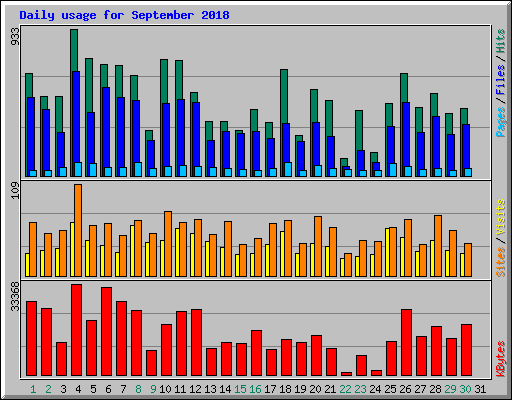 Daily usage for September 2018
933
109
33368
Pages / Files / Hits
Sites / Visits
KBytes
1 2 3 4 5 6 7 8 9 10 11 12 13 14 15 16 17 18 19 20 21 22 23 24 25 26 27 28 29 30 31